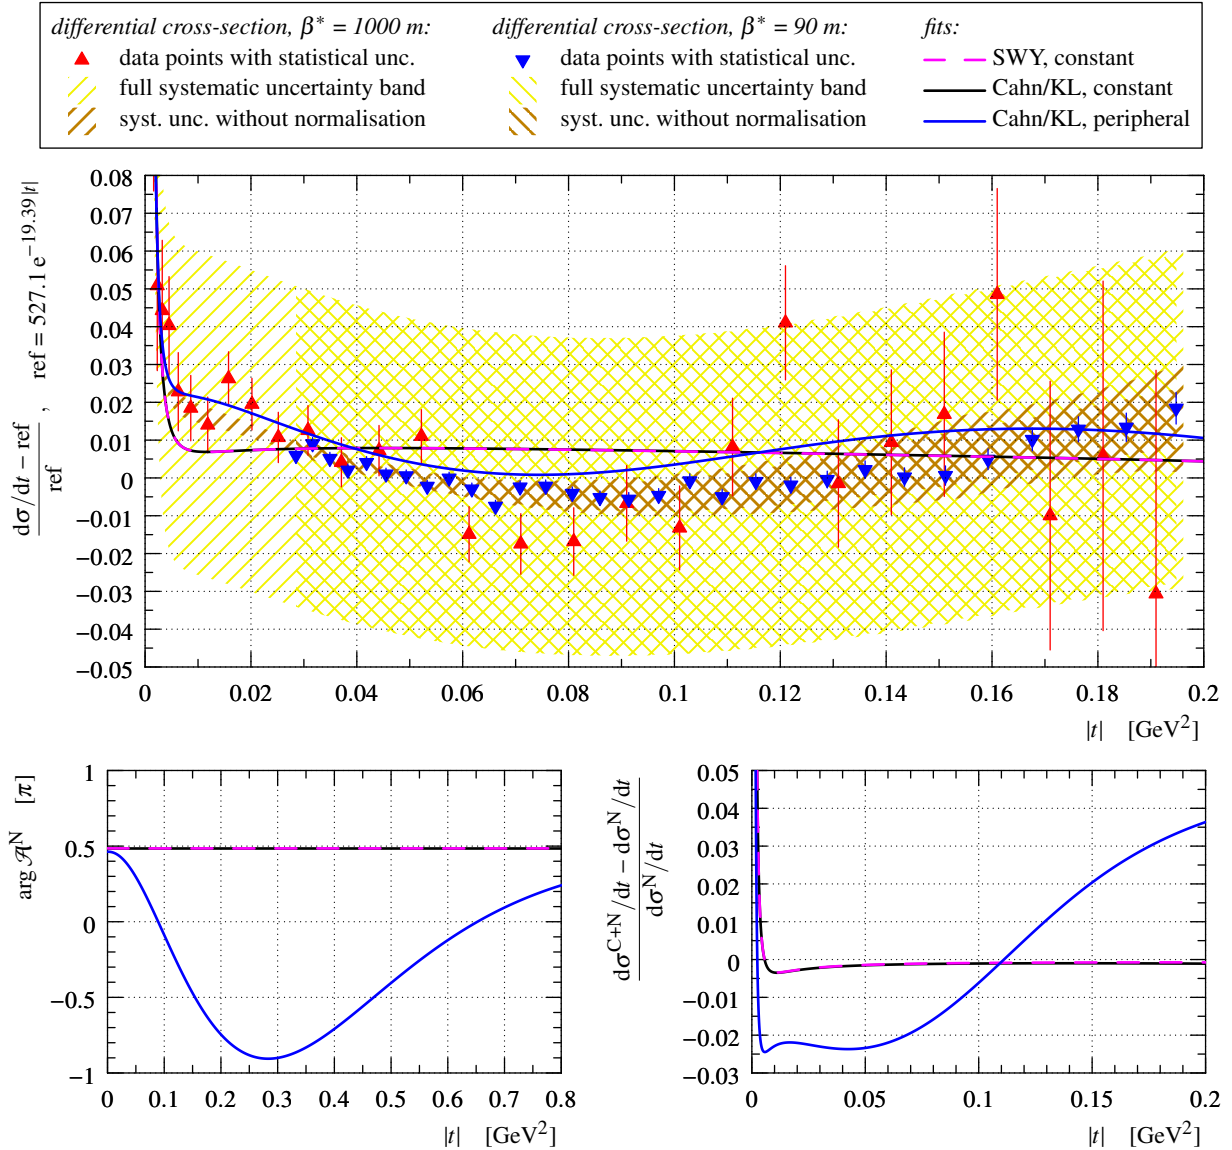 differential cross-section, β* = 1000 m: differential cross-section, β* = 90 m: fits:
data points with statistical unc. data points with statistical unc. SWY, constant
full systematic uncertainty band full systematic uncertainty band Cahn/KL, constant
syst. unc. without normalisation syst. unc. without normalisation Cahn/KL, peripheral
dσ/dt − ref
ref
, ref = 527.1 e^{−19.39|t|}
0.08
0.07
0.06
0.05
0.04
0.03
0.02
0.01
0
−0.01
−0.02
−0.03
−0.04
−0.05
0 0.02 0.04 0.06 0.08 0.1 0.12 0.14 0.16 0.18 0.2
|t| [GeV²]
arg 𝒜^N [π]
1
0.5
0
−0.5
−1
0 0.1 0.2 0.3 0.4 0.5 0.6 0.7 0.8
|t| [GeV²]
dσ^{C+N}/dt − dσ^N/dt
dσ^N/dt
0.05
0.04
0.03
0.02
0.01
0
−0.01
−0.02
−0.03
0 0.05 0.1 0.15 0.2
|t| [GeV²]